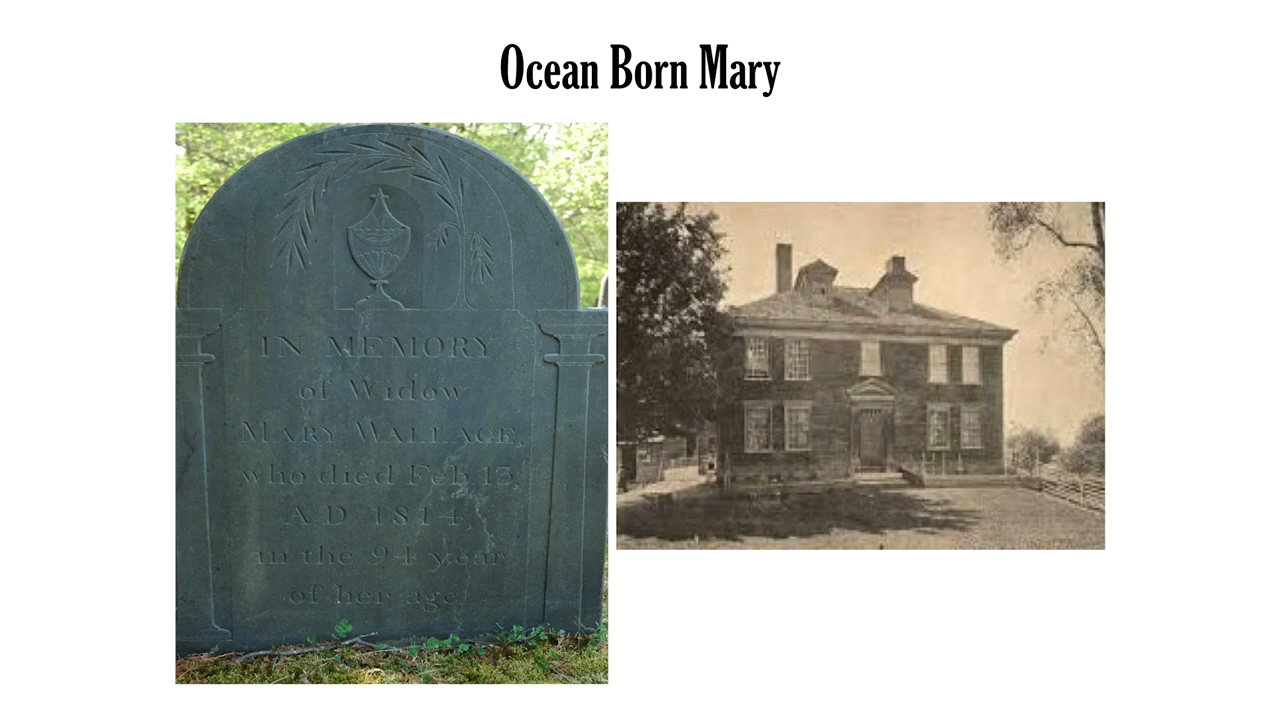 Ocean Born Mary
IN MEMORY
of Widow
MARY WALLACE,
who died Feb 13,
A D 1814,
in the 94 year
of her age